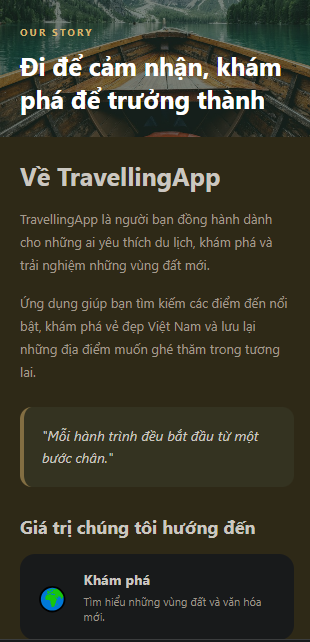 OUR STORY
Đi để cảm nhận, khám
phá để trưởng thành
Về TravellingApp
TravellingApp là người bạn đồng hành dành
cho những ai yêu thích du lịch, khám phá và
trải nghiệm những vùng đất mới.
Ứng dụng giúp bạn tìm kiếm các điểm đến nổi
bật, khám phá vẻ đẹp Việt Nam và lưu lại
những địa điểm muốn ghé thăm trong tương
lai.
"Mỗi hành trình đều bắt đầu từ một
bước chân."
Giá trị chúng tôi hướng đến
Khám phá
Tìm hiểu những vùng đất và văn hóa
mới.